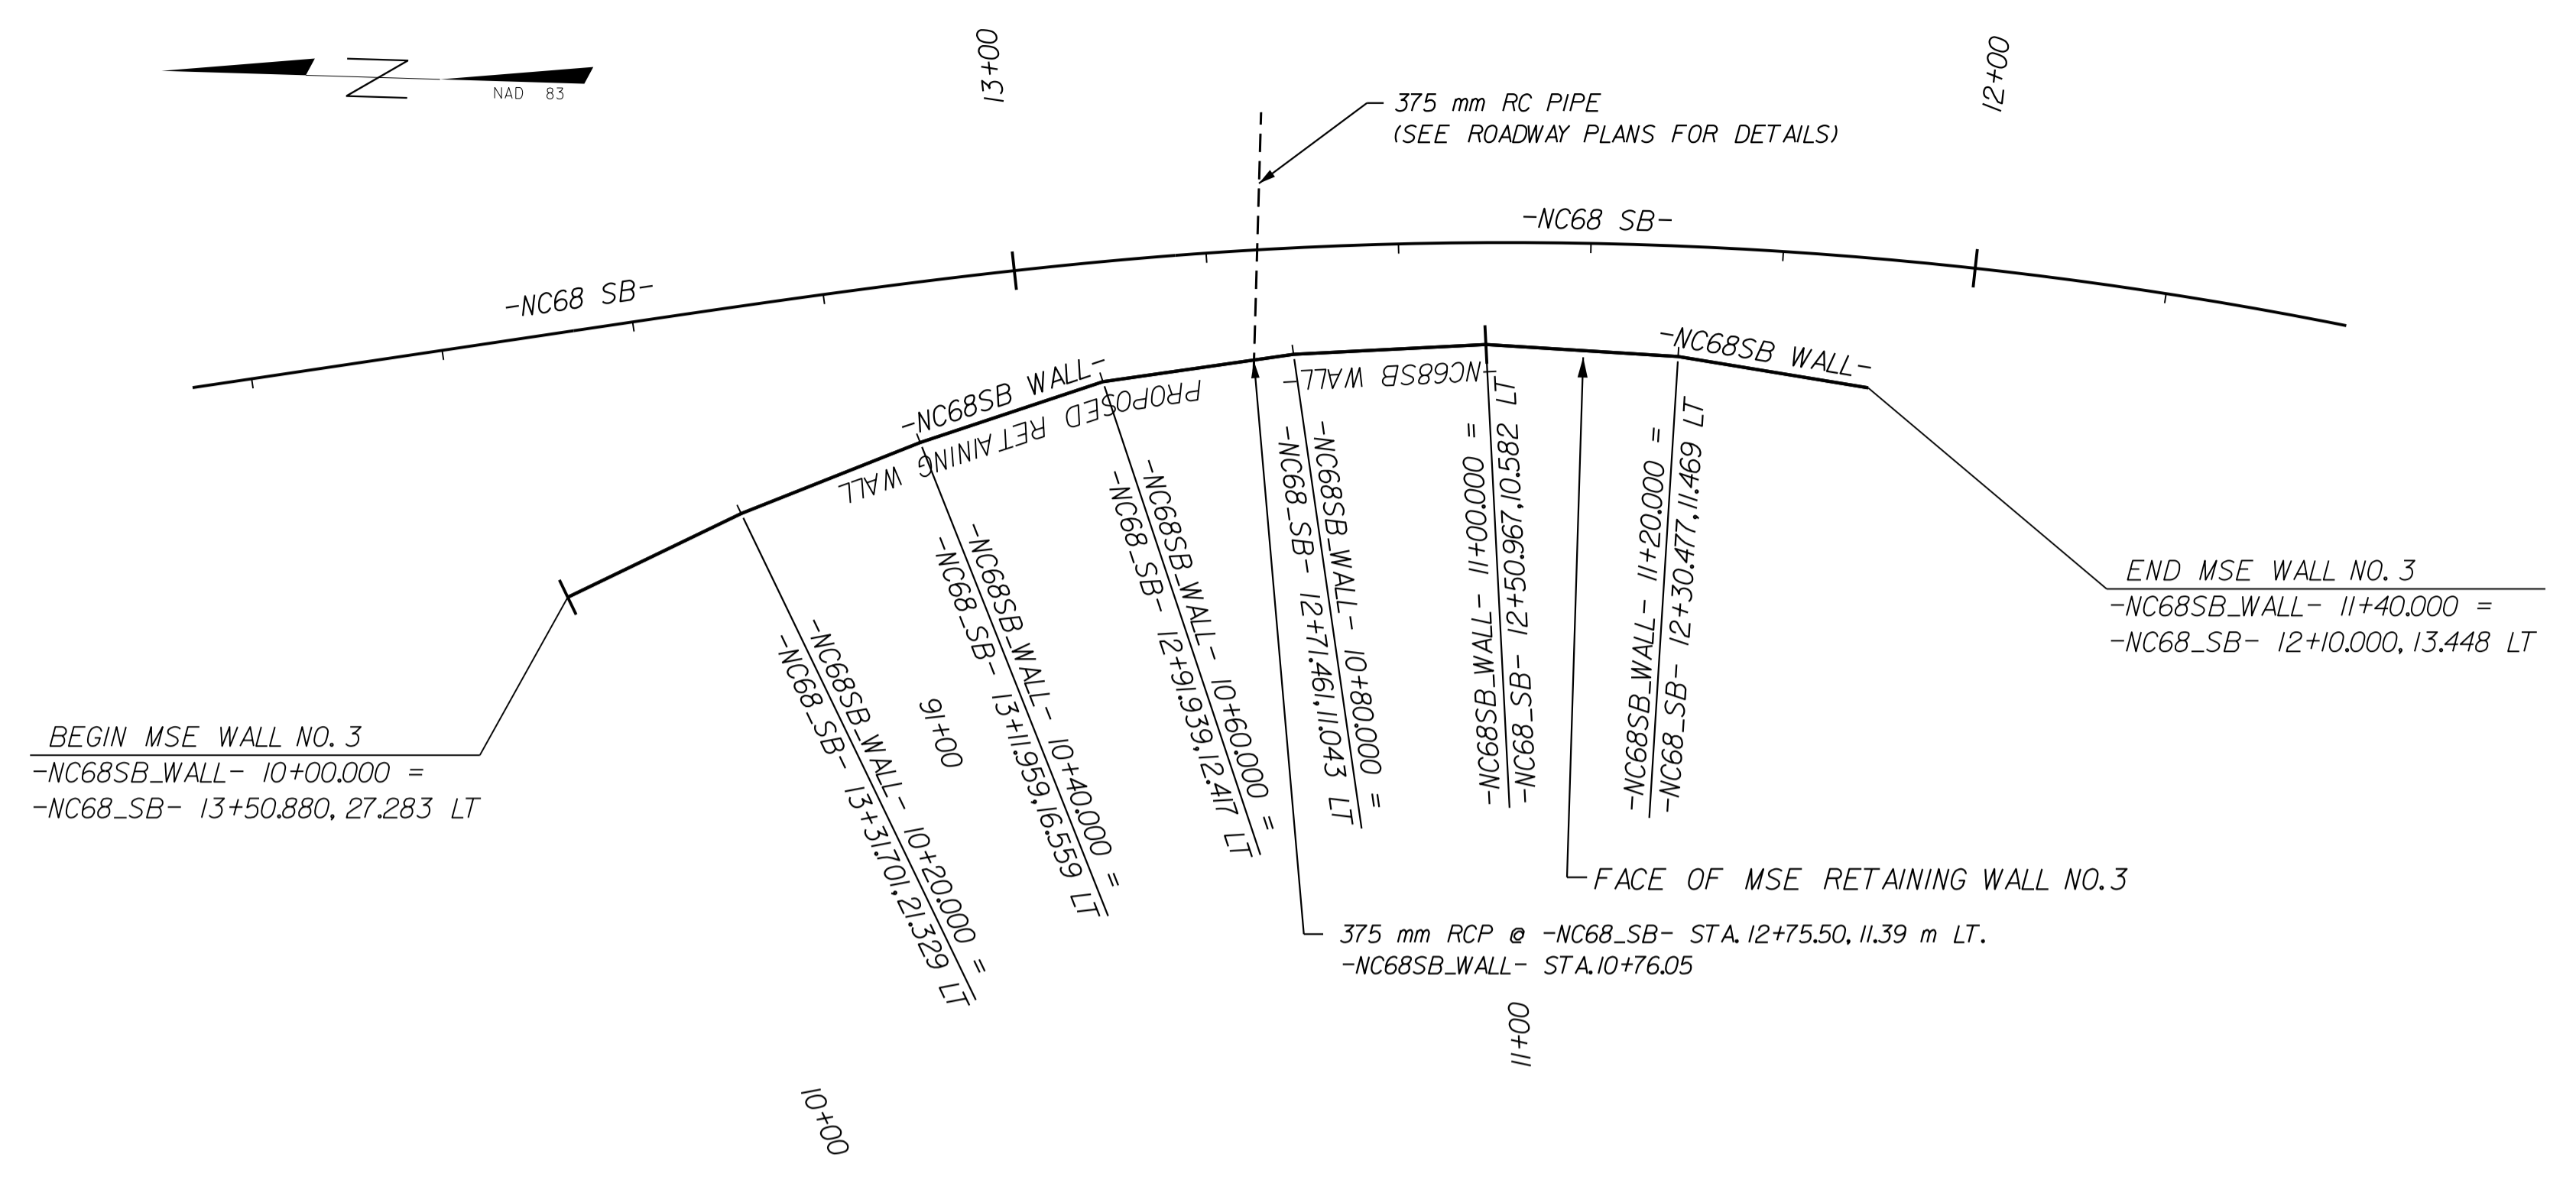 NAD 83
13+00
12+00
375 mm RC PIPE
(SEE ROADWAY PLANS FOR DETAILS)
-NC68 SB-
-NC68 SB-
-NC68SB WALL-
-NC68SB WALL-
-NC68SB WALL-
PROPOSED RETAINING WALL
BEGIN MSE WALL NO. 3
-NC68SB_WALL- 10+00.000 =
-NC68_SB- 13+50.880, 27.283 LT
-NC68SB_WALL- 10+20.000 =
-NC68_SB- 13+31.701, 21.329 LT
91+00
-NC68SB_WALL- 10+40.000 =
-NC68_SB- 13+11.959, 16.559 LT
-NC68SB_WALL- 10+60.000 =
-NC68_SB- 12+91.939, 12.417 LT
-NC68SB_WALL- 10+80.000 =
-NC68_SB- 12+71.461, 11.043 LT
-NC68SB_WALL- 11+00.000 =
-NC68_SB- 12+50.967, 10.582 LT
-NC68SB_WALL- 11+20.000 =
-NC68_SB- 12+30.477, 11.469 LT
END MSE WALL NO. 3
-NC68SB_WALL- 11+40.000 =
-NC68_SB- 12+10.000, 13.448 LT
FACE OF MSE RETAINING WALL NO. 3
375 mm RCP @ -NC68_SB- STA. 12+75.50, 11.39 m LT.
-NC68SB_WALL- STA. 10+76.05
11+00
10+00